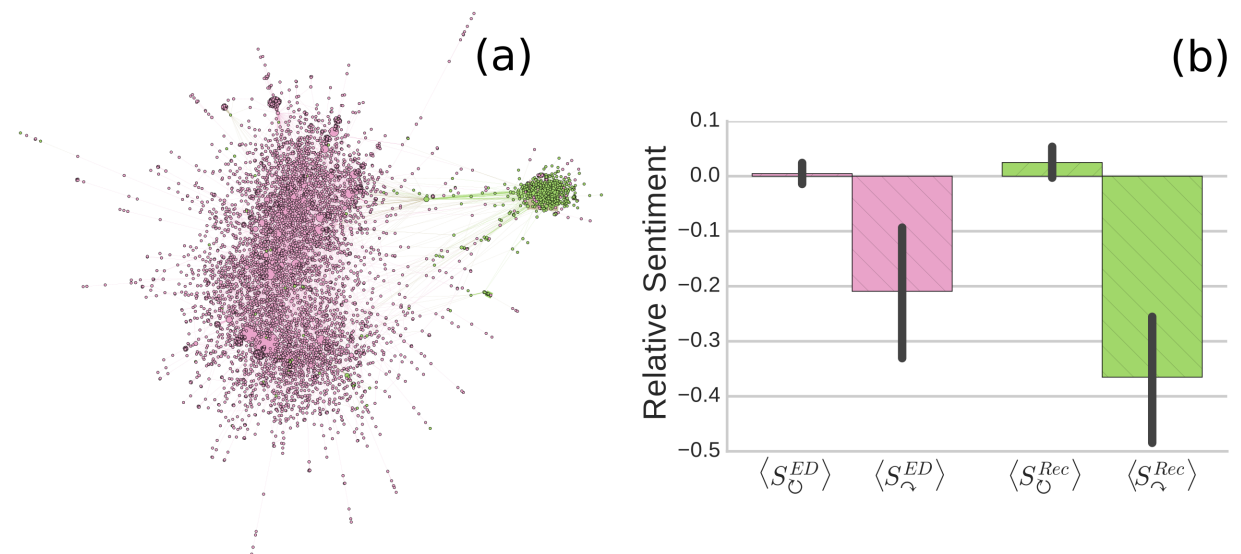 (a)
(b)
Relative Sentiment
0.1
0.0
−0.1
−0.2
−0.3
−0.4
−0.5
⟨S^{ED}_↻⟩ ⟨S^{ED}_↷⟩ ⟨S^{Rec}_↻⟩ ⟨S^{Rec}_↷⟩